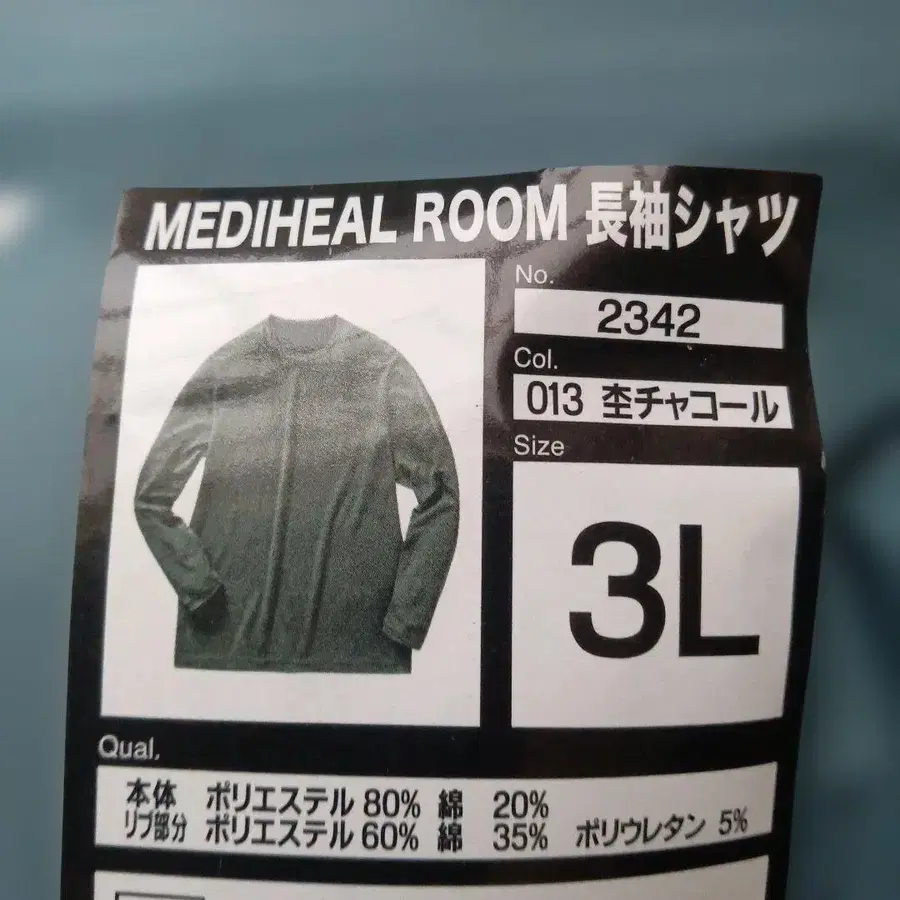 MEDIHEAL ROOM 長袖シャツ
No.
2342
Col.
013 杢チャコール
Size
3L
Qual.
本体 ポリエステル 80% 綿 20%
リブ部分 ポリエステル 60% 綿 35% ポリウレタン 5%